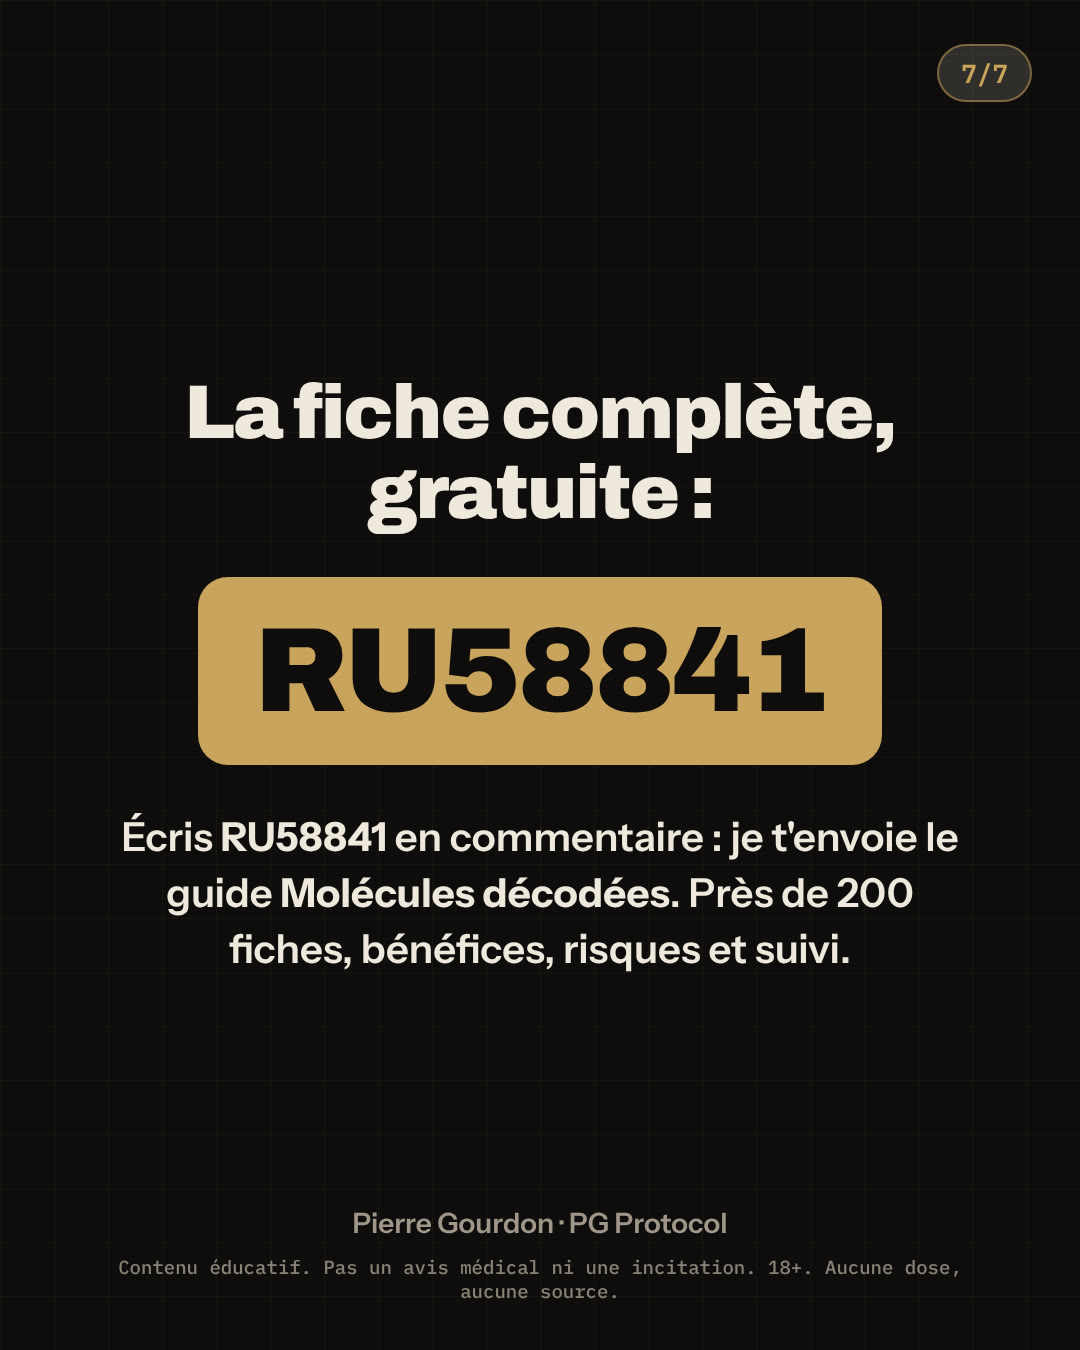 7/7
La fiche complète,
gratuite :
RU58841
Écris RU58841 en commentaire : je t'envoie le
guide Molécules décodées. Près de 200
fiches, bénéfices, risques et suivi.
Pierre Gourdon · PG Protocol
Contenu éducatif. Pas un avis médical ni une incitation. 18+. Aucune dose,
aucune source.